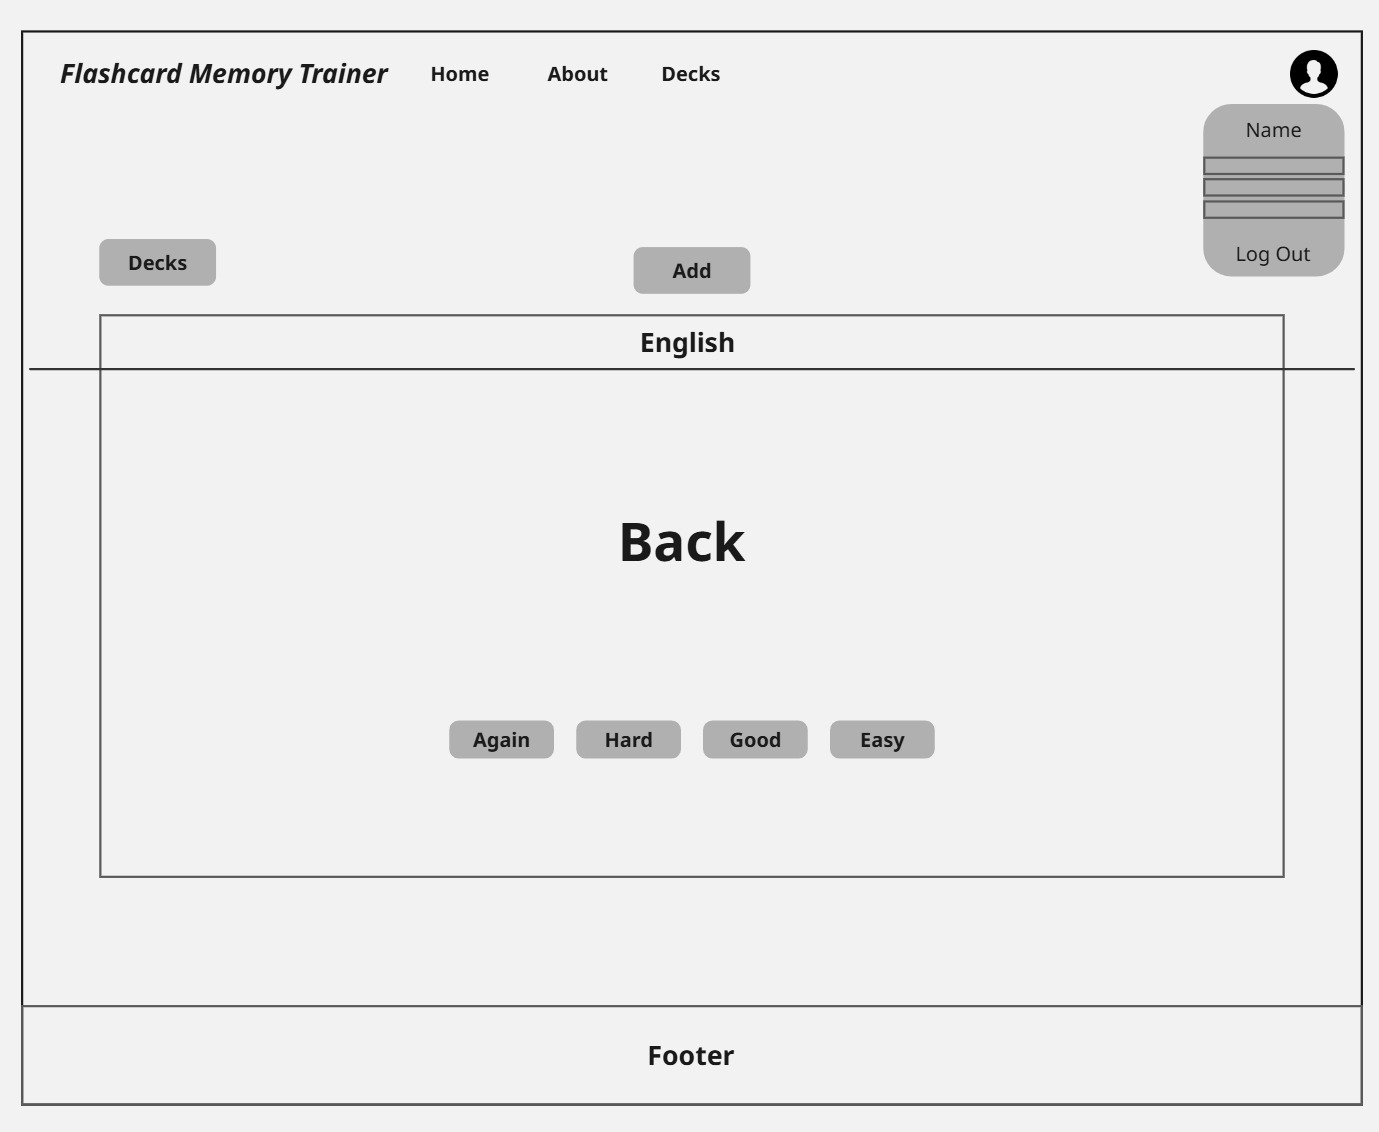 Flashcard Memory Trainer Home About Decks
Name
Log Out
Decks
Add
English
Back
Again Hard Good Easy
Footer